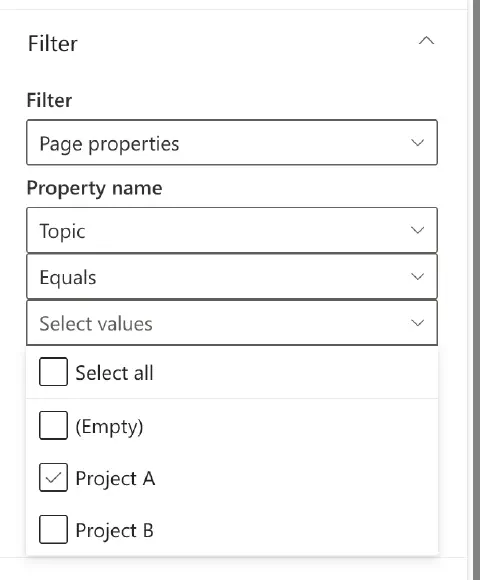 Filter
Filter
Page properties
Property name
Topic
Equals
Select values
Select all
(Empty)
Project A
Project B